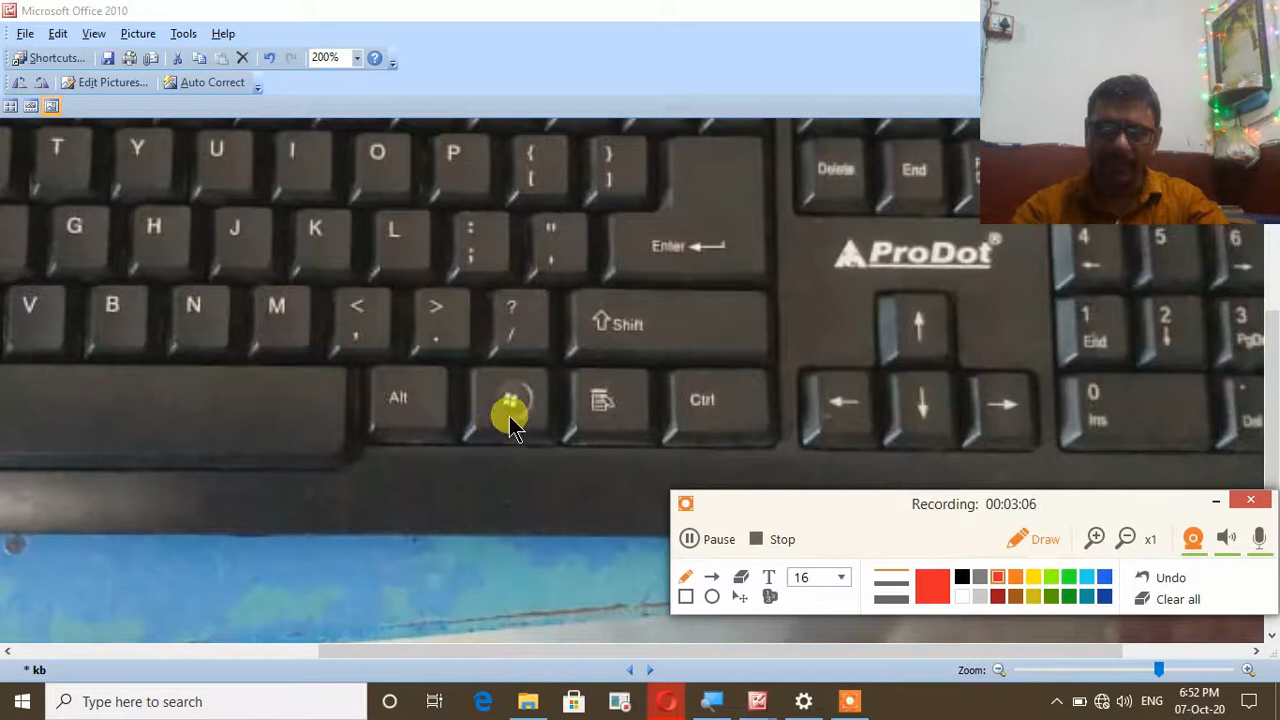 Microsoft Office 2010
File Edit View Picture Tools Help
Shortcuts... 200%
Edit Pictures... Auto Correct
T Y U I O P { [ } ] Delete End
G H J K L : ; " ' Enter ProDot® 4 5 6
V B N M < , > . ? / Shift 1 End 2 3 PgD
Alt Ctrl 0 Ins . Del
Recording: 00:03:06
Pause Stop Draw x1
T 16 Undo
Clear all
* kb Zoom:
Type here to search ENG 6:52 PM
07-Oct-20